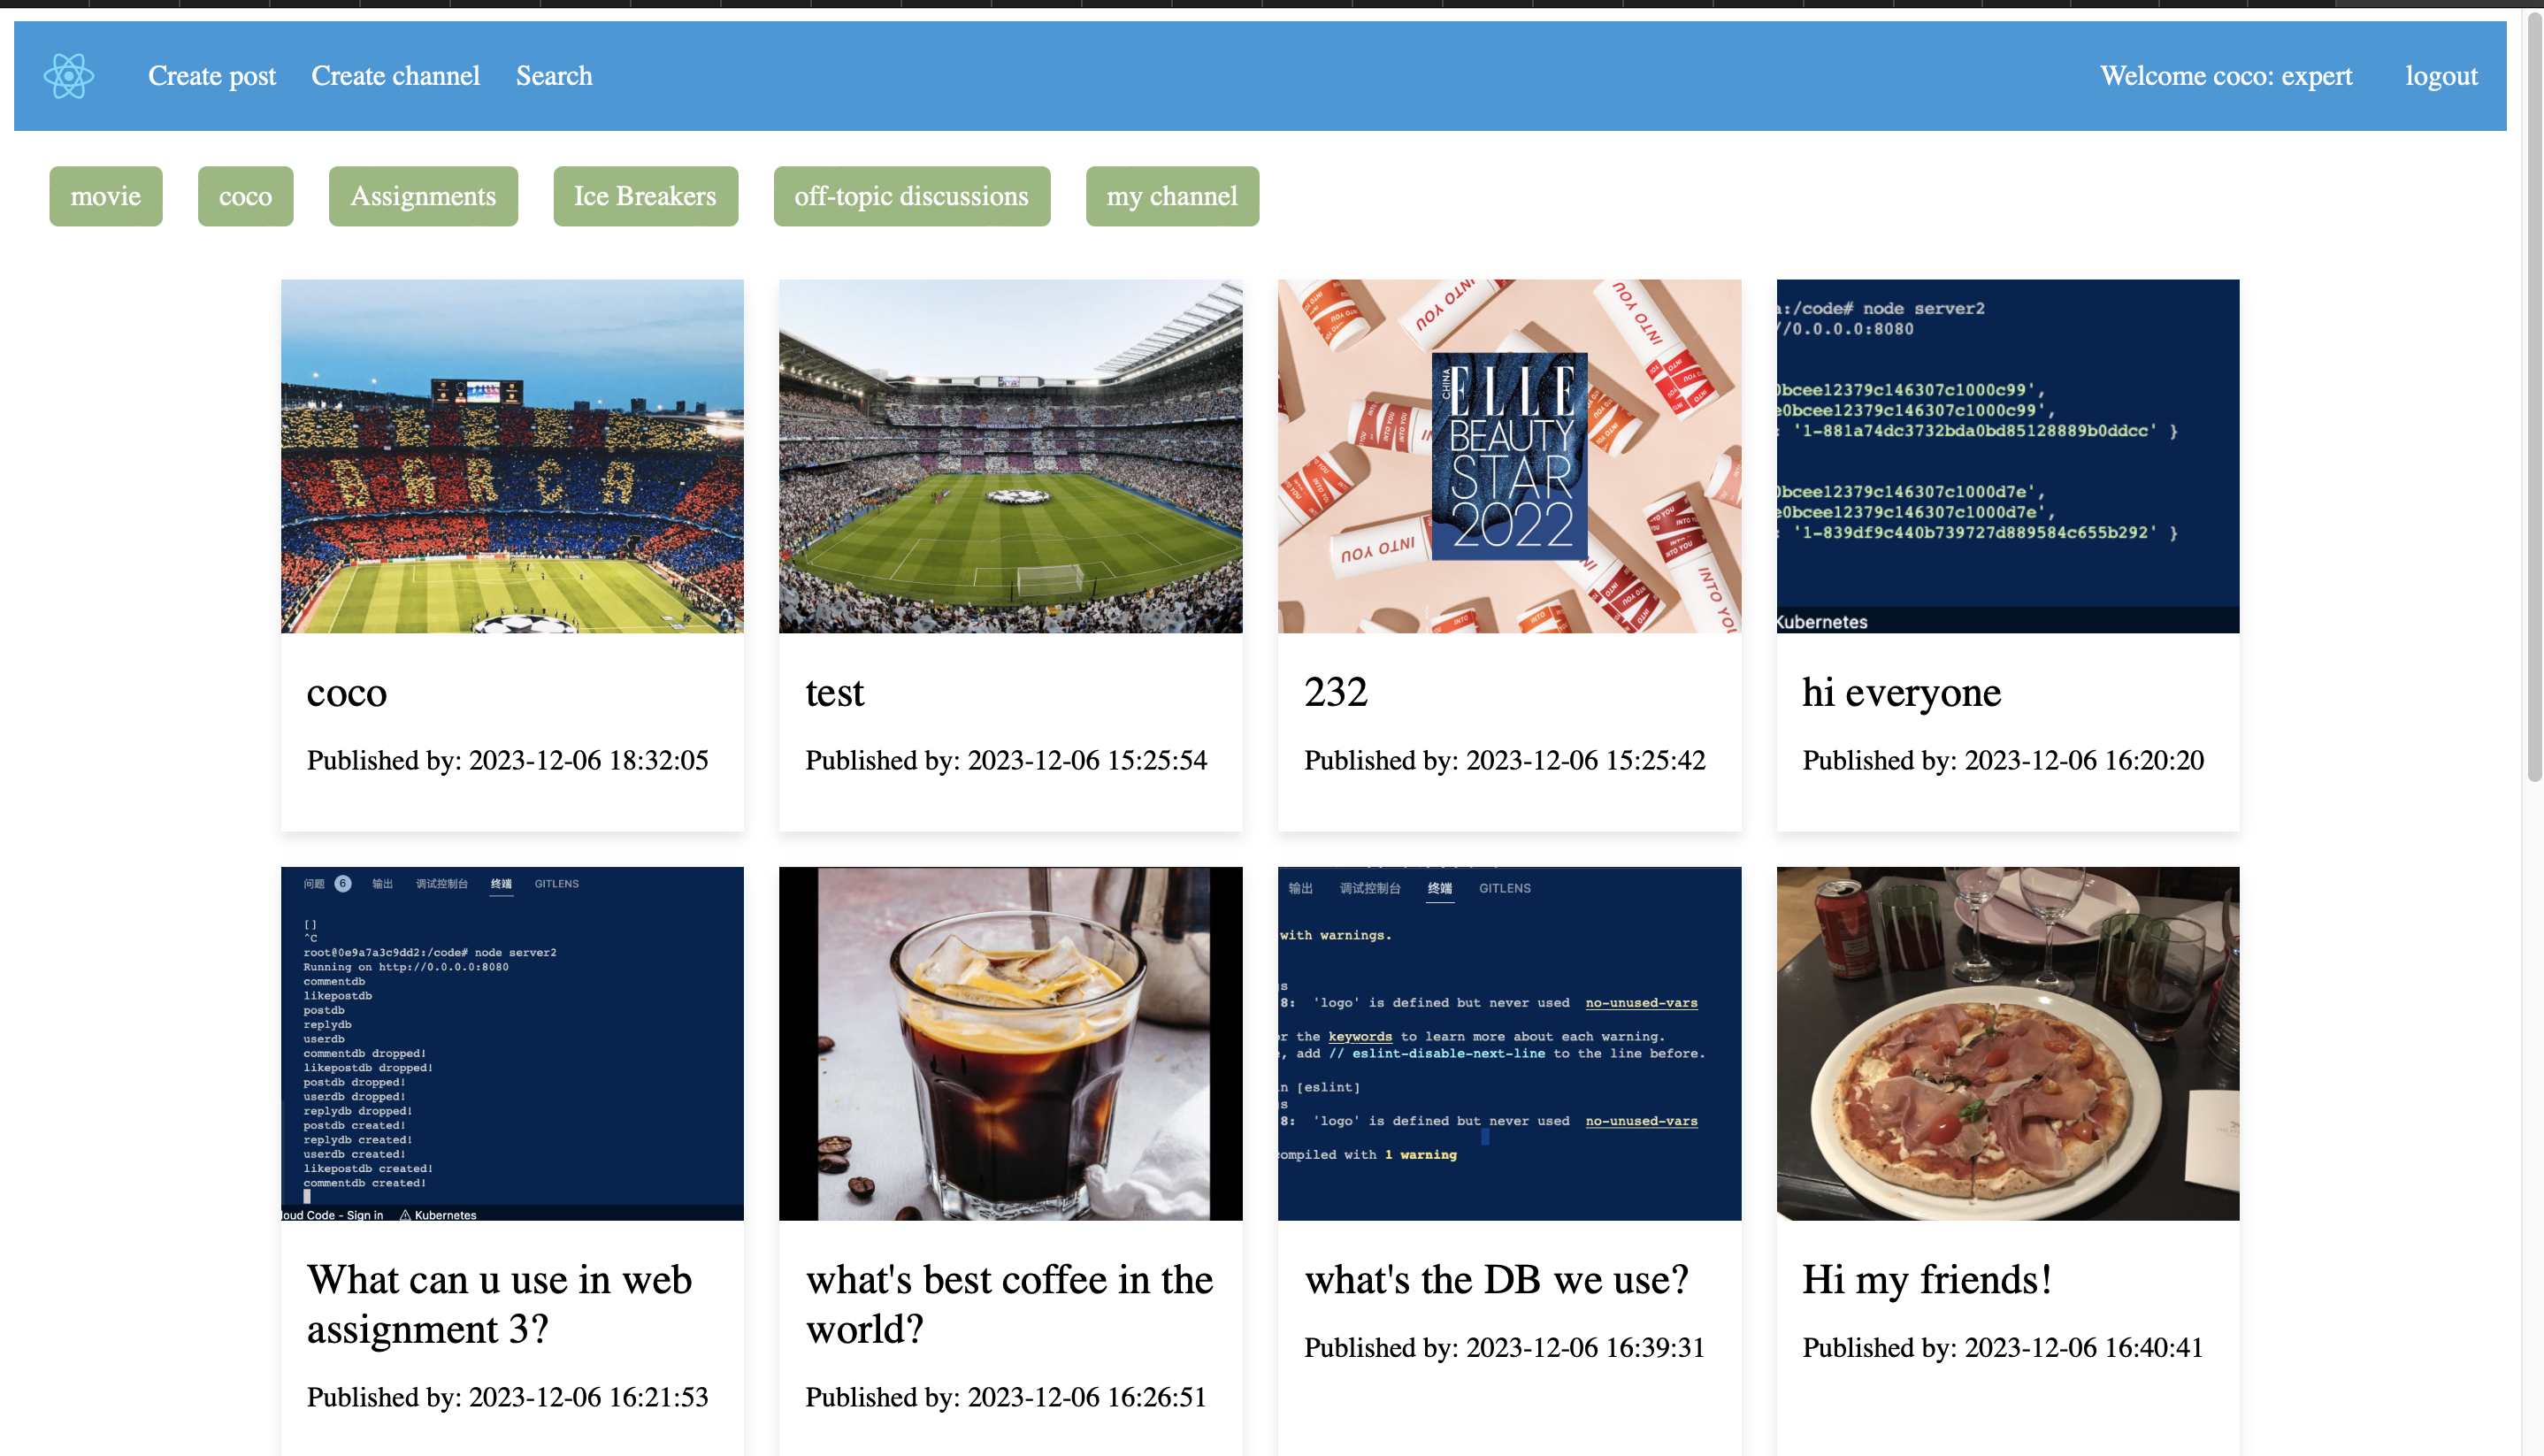 Create post Create channel Search Welcome coco: expert logout
movie coco Assignments Ice Breakers off-topic discussions my channel
BARCA
INTO YOU
INTO YOU
CHINA
ELLE
BEAUTY
STAR
2022
INTO YOU
INTO YOU
a:/code# node server2
//0.0.0.0:8080
0bcee12379c146307c1000c99',
e0bcee12379c146307c1000c99',
: '1-881a74dc3732bda0bd85128889b0ddcc' }
0bcee12379c146307c1000d7e',
e0bcee12379c146307c1000d7e',
: '1-839df9c440b739727d889584c655b292' }
Kubernetes
coco
Published by: 2023-12-06 18:32:05
test
Published by: 2023-12-06 15:25:54
232
Published by: 2023-12-06 15:25:42
hi everyone
Published by: 2023-12-06 16:20:20
问题 6 输出 调试控制台 终端 GITLENS
[]
^C
root@0e9a7a3c9dd2:/code# node server2
Running on http://0.0.0.0:8080
commentdb
likepostdb
postdb
replydb
userdb
commentdb dropped!
likepostdb dropped!
postdb dropped!
userdb dropped!
replydb dropped!
postdb created!
replydb created!
userdb created!
likepostdb created!
commentdb created!
loud Code - Sign in Kubernetes
输出 调试控制台 终端 GITLENS
with warnings.
gs
8: 'logo' is defined but never used no-unused-vars
or the keywords to learn more about each warning.
, add // eslint-disable-next-line to the line before.
in [eslint]
gs
8: 'logo' is defined but never used no-unused-vars
compiled with 1 warning
What can u use in web
assignment 3?
Published by: 2023-12-06 16:21:53
what's best coffee in the
world?
Published by: 2023-12-06 16:26:51
what's the DB we use?
Published by: 2023-12-06 16:39:31
Hi my friends!
Published by: 2023-12-06 16:40:41